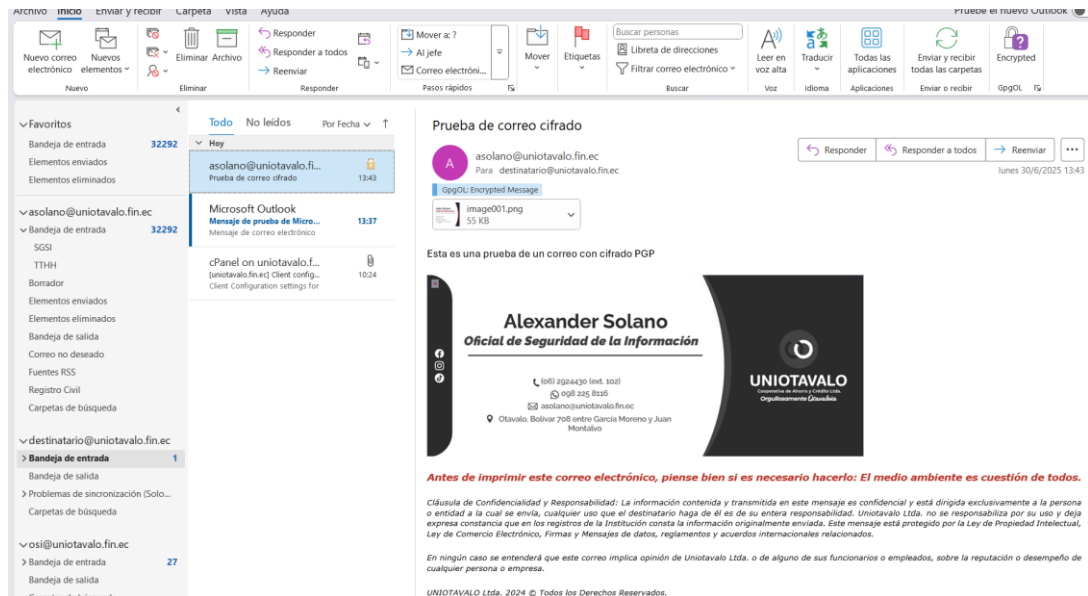 Archivo Inicio Enviar y recibir Carpeta Vista Ayuda
Pruebe el nuevo Outlook
Nuevo correo electrónico
Nuevos elementos
Nuevo
Eliminar
Archivo
Eliminar
Responder
Responder a todos
Reenviar
Responder
Mover a: ?
Al jefe
Correo electróni...
Pasos rápidos
Mover
Etiquetas
Buscar personas
Libreta de direcciones
Filtrar correo electrónico
Buscar
Leer en voz alta
Voz
Traducir
Idioma
Todas las aplicaciones
Aplicaciones
Enviar y recibir todas las carpetas
Enviar o recibir
Encrypted
GpgOL
Favoritos
Bandeja de entrada 32292
Elementos enviados
Elementos eliminados
asolano@uniotavalo.fin.ec
Bandeja de entrada 32292
SGSI
TTHH
Borrador
Elementos enviados
Elementos eliminados
Bandeja de salida
Correo no deseado
Fuentes RSS
Registro Civil
Carpetas de búsqueda
destinatario@uniotavalo.fin.ec
Bandeja de entrada 1
Bandeja de salida
Problemas de sincronización (Solo...
Carpetas de búsqueda
osi@uniotavalo.fin.ec
Bandeja de entrada 27
Bandeja de salida
Todo No leídos Por Fecha
Hoy
asolano@uniotavalo.fi...
Prueba de correo cifrado 13:43
Microsoft Outlook
Mensaje de prueba de Micro... 13:37
Mensaje de correo electrónico
cPanel on uniotavalo.f...
[uniotavalo.fin.ec] Client config... 10:24
Client Configuration settings for
Prueba de correo cifrado
A
asolano@uniotavalo.fin.ec
Para destinatario@uniotavalo.fin.ec
Responder Responder a todos Reenviar ...
lunes 30/6/2025 13:43
GpgOL: Encrypted Message
image001.png
55 KB
Esta es una prueba de un correo con cifrado PGP
Alexander Solano
Oficial de Seguridad de la Información
(06) 2924430 (ext. 102)
098 225 8116
asolano@uniotavalo.fin.ec
Otavalo, Bolívar 708 entre García Moreno y Juan
Montalvo
UNIOTAVALO
Cooperativa de Ahorro y Crédito Ltda.
Orgullosamente Otavaleña
Antes de imprimir este correo electrónico, piense bien si es necesario hacerlo: El medio ambiente es cuestión de todos.
Cláusula de Confidencialidad y Responsabilidad: La información contenida y transmitida en este mensaje es confidencial y está dirigida exclusivamente a la persona
o entidad a la cual se envía, cualquier uso que el destinatario haga de él es de su entera responsabilidad. Uniotavalo Ltda. no se responsabiliza por su uso y deja
expresa constancia que en los registros de la Institución consta la información originalmente enviada. Este mensaje está protegido por la Ley de Propiedad Intelectual,
Ley de Comercio Electrónico, Firmas y Mensajes de datos, reglamentos y acuerdos internacionales relacionados.
En ningún caso se entenderá que este correo implica opinión de Uniotavalo Ltda. o de alguno de sus funcionarios o empleados, sobre la reputación o desempeño de
cualquier persona o empresa.
UNIOTAVALO Ltda. 2024 © Todos los Derechos Reservados.